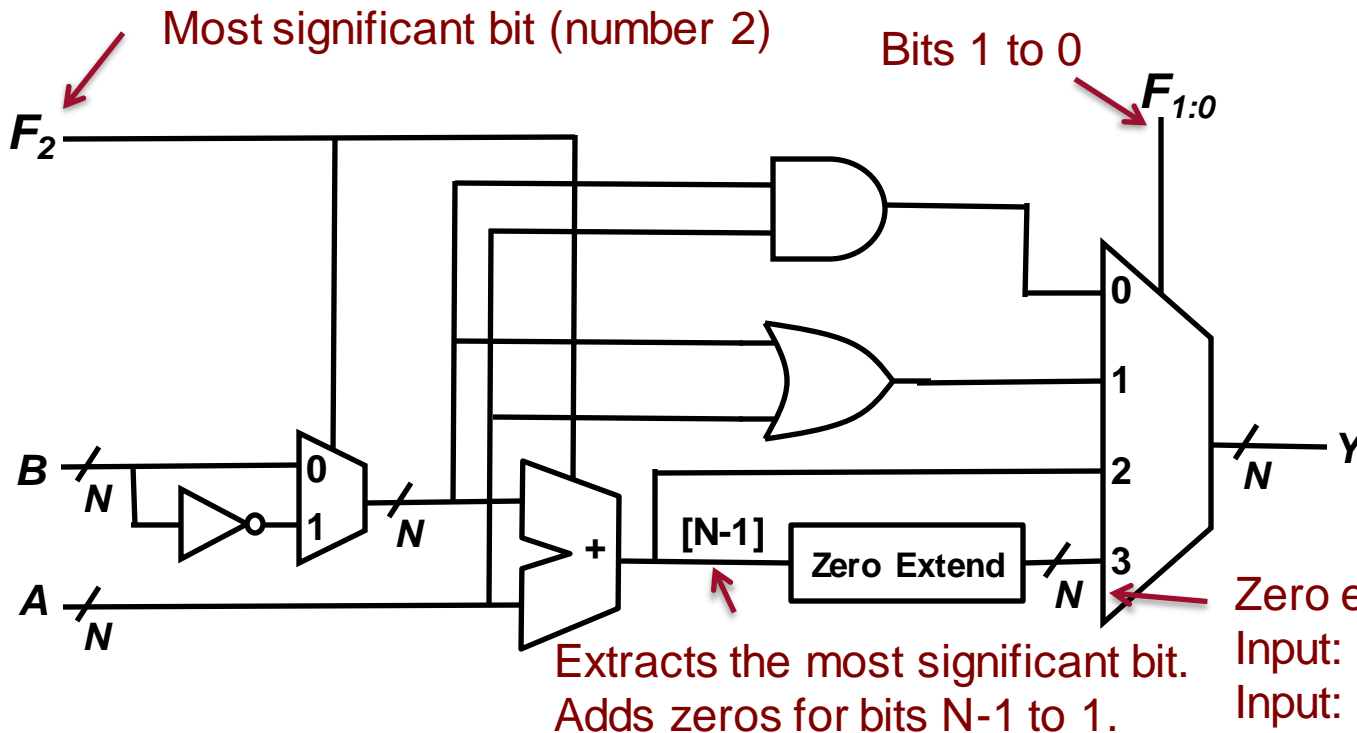 Most significant bit (number 2)
Bits 1 to 0
F1:0
F2
0
1
B
N
0
1
N
2
Y
N
[N-1]
+
Zero Extend
N
3
A
N
Zero e
Input:
Input:
Extracts the most significant bit.
Adds zeros for bits N-1 to 1.